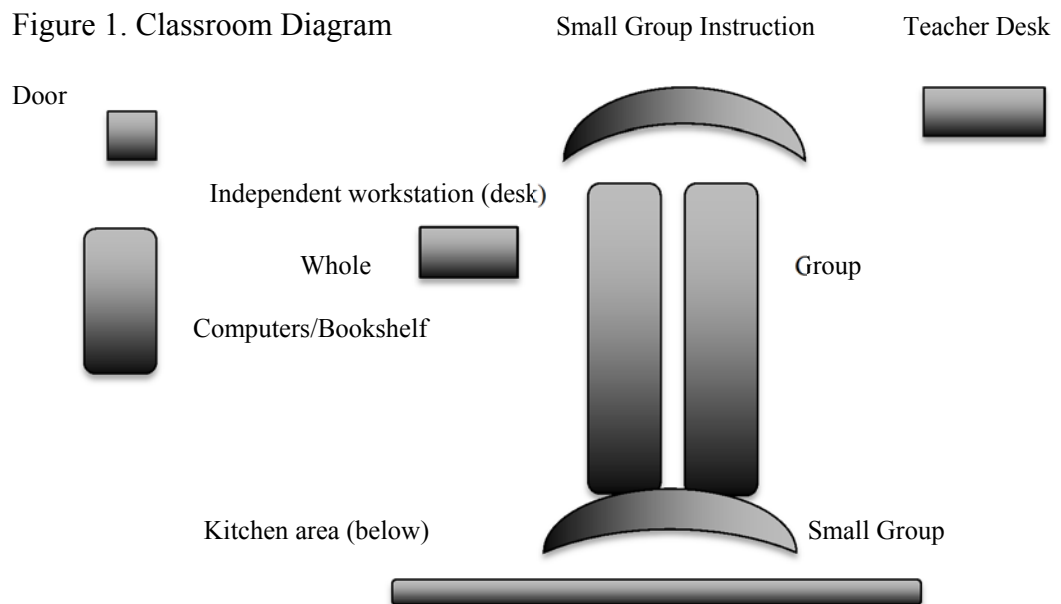 Figure 1. Classroom Diagram
Small Group Instruction
Teacher Desk
Door
Independent workstation (desk)
Whole
Group
Computers/Bookshelf
Kitchen area (below)
Small Group